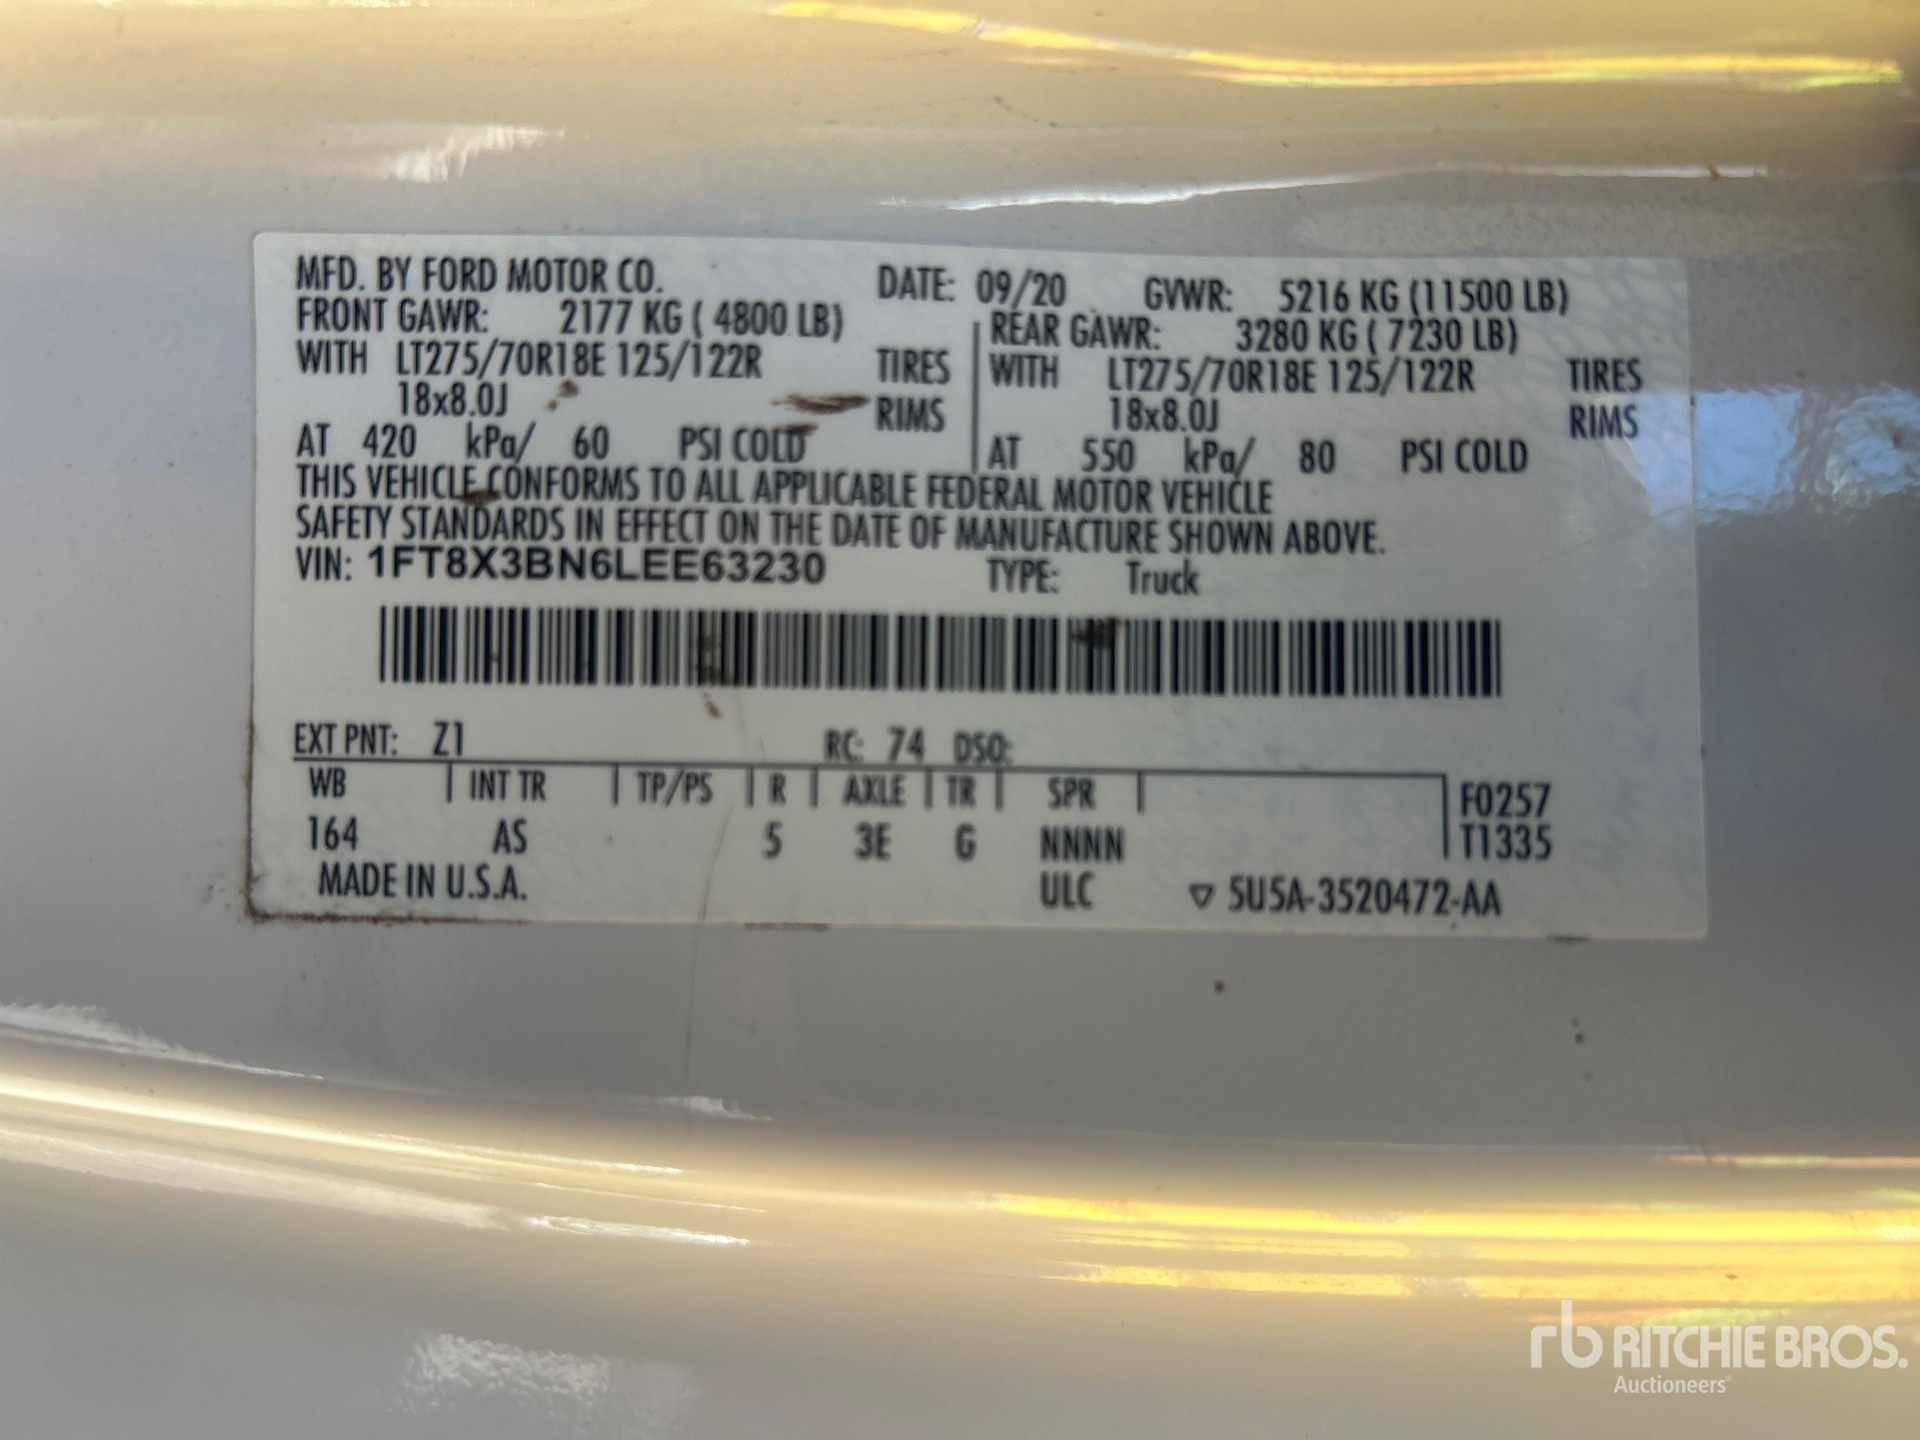 MFD. BY FORD MOTOR CO. DATE: 09/20 GVWR: 5216 KG (11500 LB)
FRONT GAWR: 2177 KG ( 4800 LB) REAR GAWR: 3280 KG ( 7230 LB)
WITH LT275/70R18E 125/122R TIRES WITH LT275/70R18E 125/122R TIRES
18x8.0J RIMS 18x8.0J RIMS
AT 420 kPa/ 60 PSI COLD AT 550 kPa/ 80 PSI COLD
THIS VEHICLE CONFORMS TO ALL APPLICABLE FEDERAL MOTOR VEHICLE
SAFETY STANDARDS IN EFFECT ON THE DATE OF MANUFACTURE SHOWN ABOVE.
VIN: 1FT8X3BN6LEE63230 TYPE: Truck
EXT PNT: Z1 RC: 74 DSO:
WB INT TR TP/PS R AXLE TR SPR F0257
164 AS 5 3E G NNNN T1335
MADE IN U.S.A. ULC ▽ 5U5A-3520472-AA
rb RITCHIE BROS.
Auctioneers